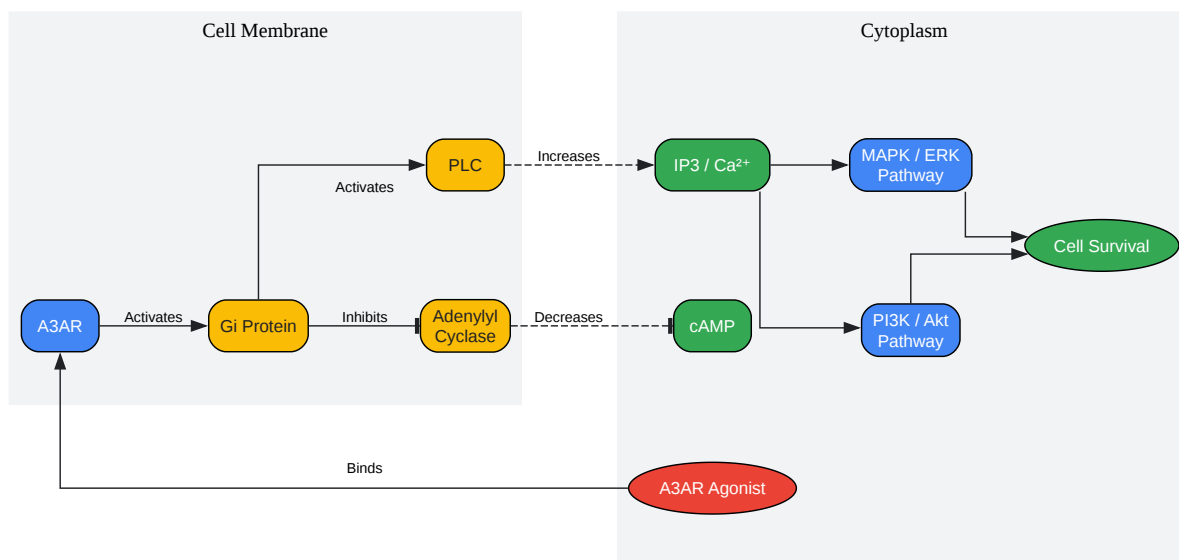 Cell Membrane
Cytoplasm
PLC
Increases
IP3 / Ca²⁺
MAPK / ERK
Pathway
Activates
Cell Survival
A3AR
Activates
Gi Protein
Inhibits
Adenylyl
Cyclase
Decreases
cAMP
PI3K / Akt
Pathway
Binds
A3AR Agonist